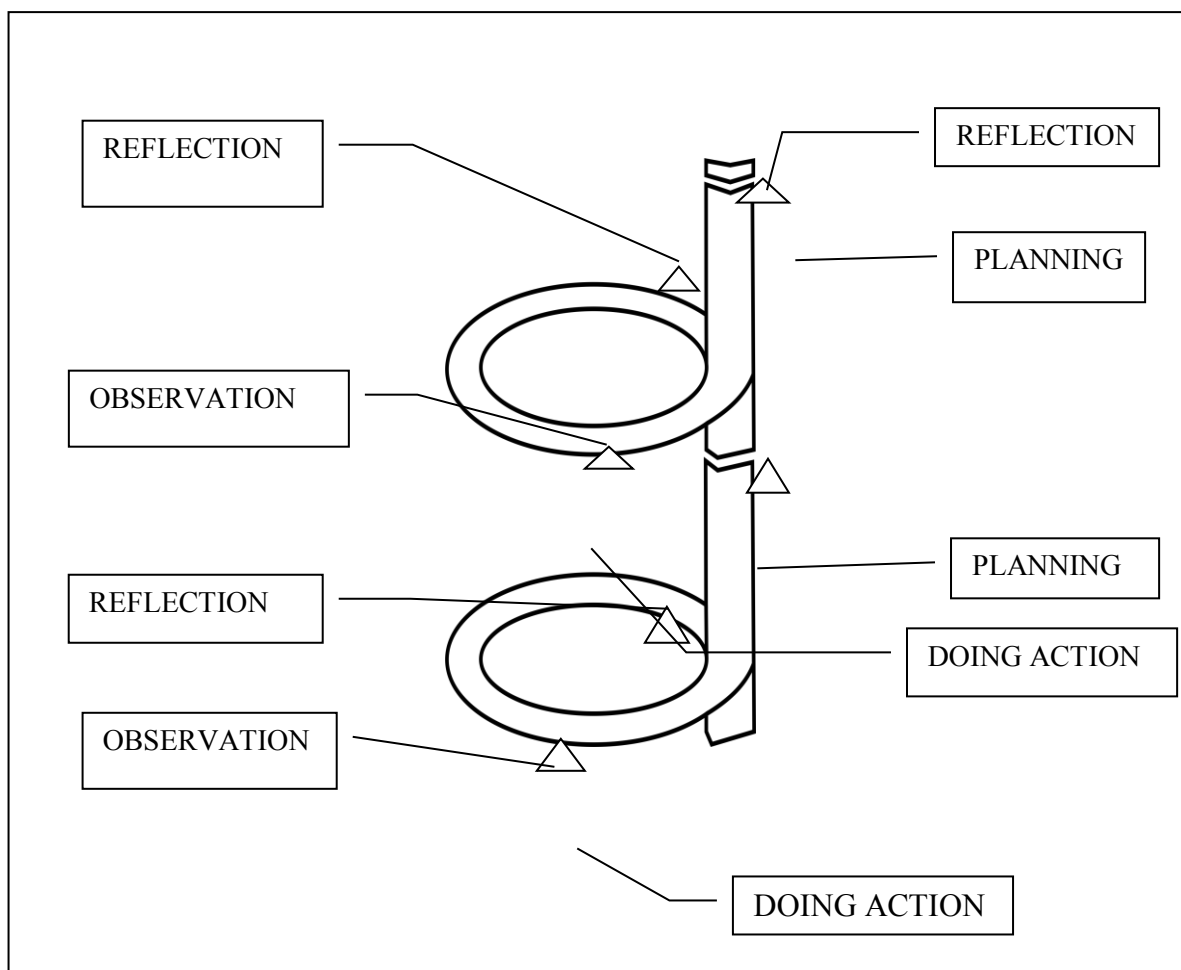 REFLECTION
REFLECTION
PLANNING
OBSERVATION
PLANNING
REFLECTION
DOING ACTION
OBSERVATION
DOING ACTION